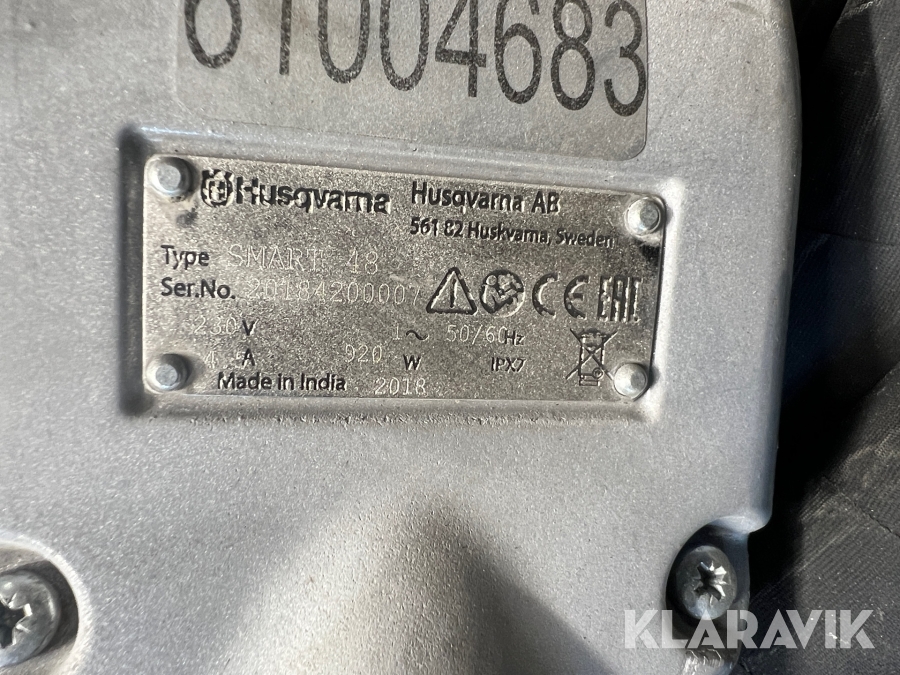 61004683
Husqvarna Husqvarna AB
561 82 Huskvarna, Sweden
Type SMART 48
Ser.No. 20184200007
230V 1~ 50/60Hz
A 920 W IPX7
Made in India 2018
KLARAVIK